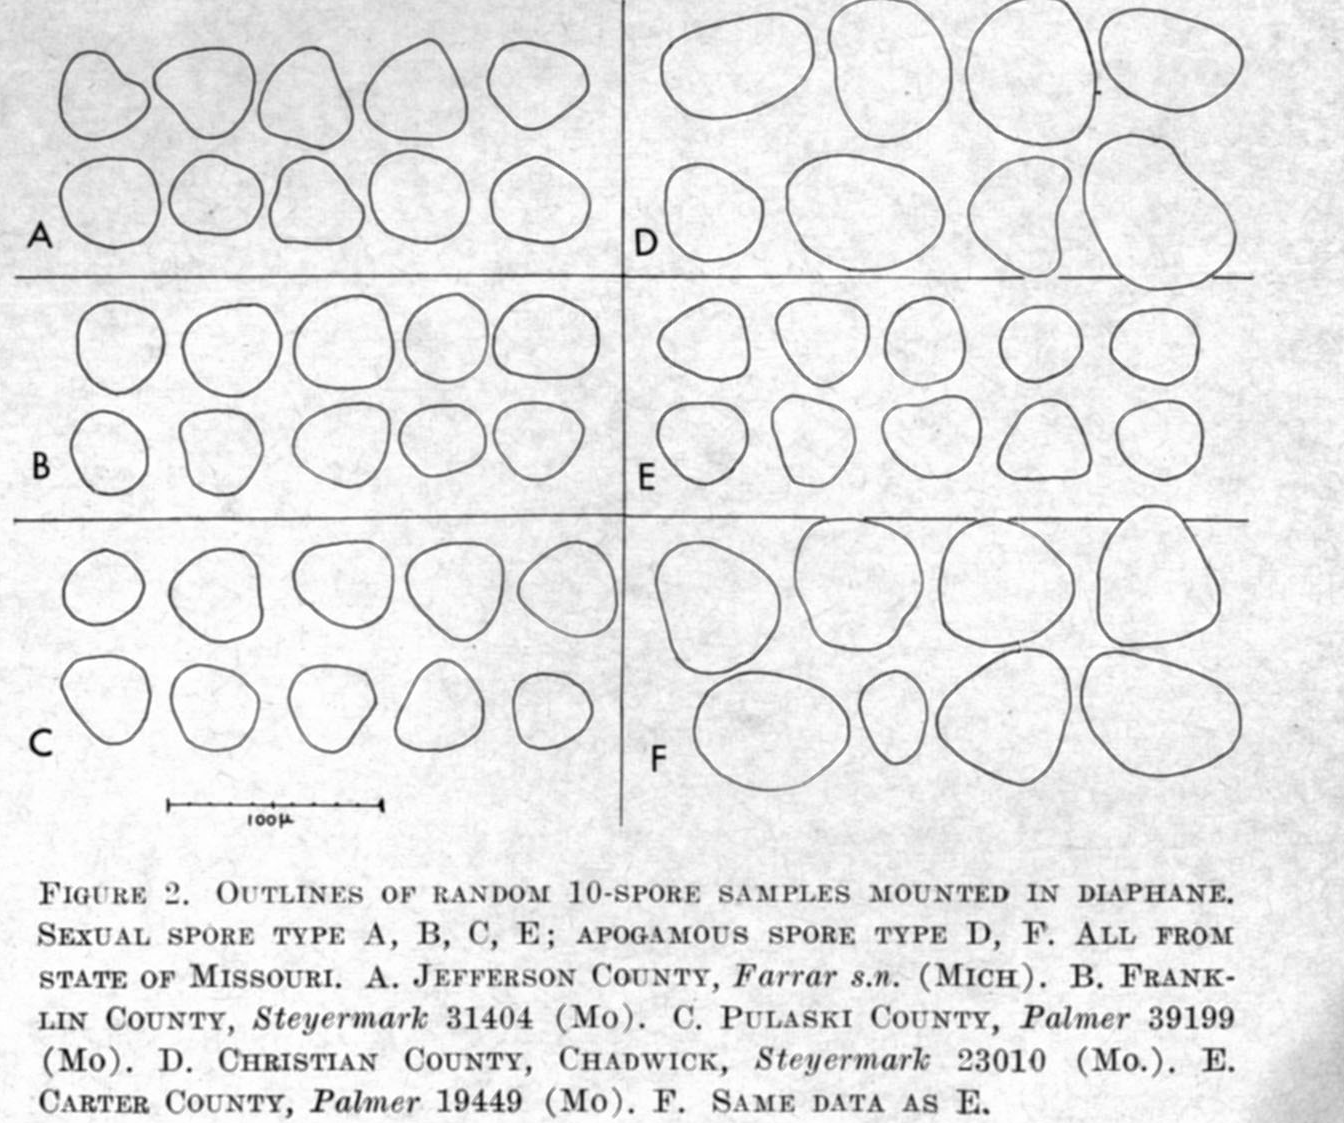 A
D
B
E
C
F
100µ
FIGURE 2. OUTLINES OF RANDOM 10-SPORE SAMPLES MOUNTED IN DIAPHANE.
SEXUAL SPORE TYPE A, B, C, E; APOGAMOUS SPORE TYPE D, F. ALL FROM
STATE OF MISSOURI. A. JEFFERSON COUNTY, Farrar s.n. (MICH). B. FRANK-
LIN COUNTY, Steyermark 31404 (MO). C. PULASKI COUNTY, Palmer 39199
(MO). D. CHRISTIAN COUNTY, CHADWICK, Steyermark 23010 (MO.). E.
CARTER COUNTY, Palmer 19449 (MO). F. SAME DATA AS E.